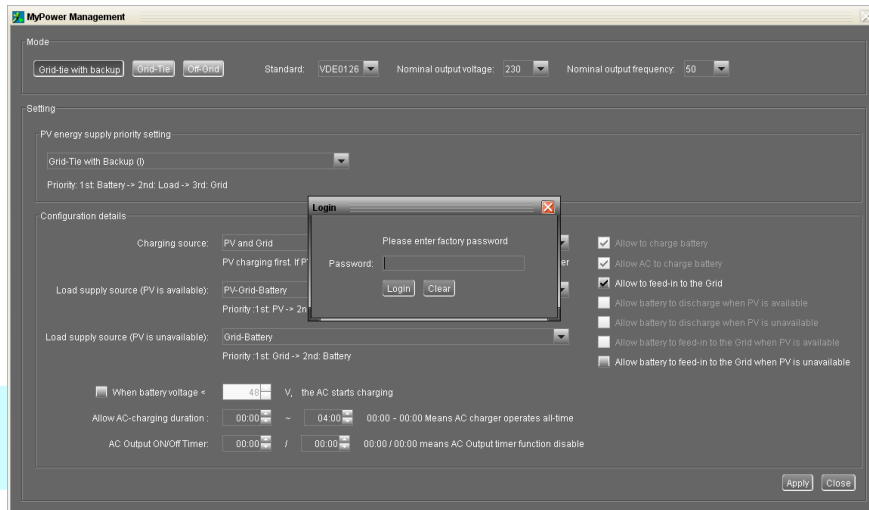 MyPower Management
Mode
Grid-tie with backup Grid-Tie Off-Grid Standard: VDE0126 Nominal output voltage: 230 Nominal output frequency: 50
Setting
PV energy supply priority setting
Grid-Tie with Backup (I)
Priority: 1st: Battery -> 2nd: Load -> 3rd: Grid
Configuration details
Login
Please enter factory password
Password:
Login Clear
Charging source: PV and Grid
PV charging first. If P er
Load supply source (PV is available): PV-Grid-Battery
Priority :1st: PV -> 2n
Load supply source (PV is unavailable): Grid-Battery
Priority :1st: Grid -> 2nd: Battery
Allow to charge battery
Allow AC to charge battery
Allow to feed-in to the Grid
Allow battery to discharge when PV is available
Allow battery to discharge when PV is unavailable
Allow battery to feed-in to the Grid when PV is available
Allow battery to feed-in to the Grid when PV is unavailable
When battery voltage < 48 V, the AC starts charging
Allow AC-charging duration : 00:00 ~ 04:00 00:00 - 00:00 Means AC charger operates all-time
AC Output ON/Off Timer: 00:00 / 00:00 00:00 / 00:00 means AC Output timer function disable
Apply Close